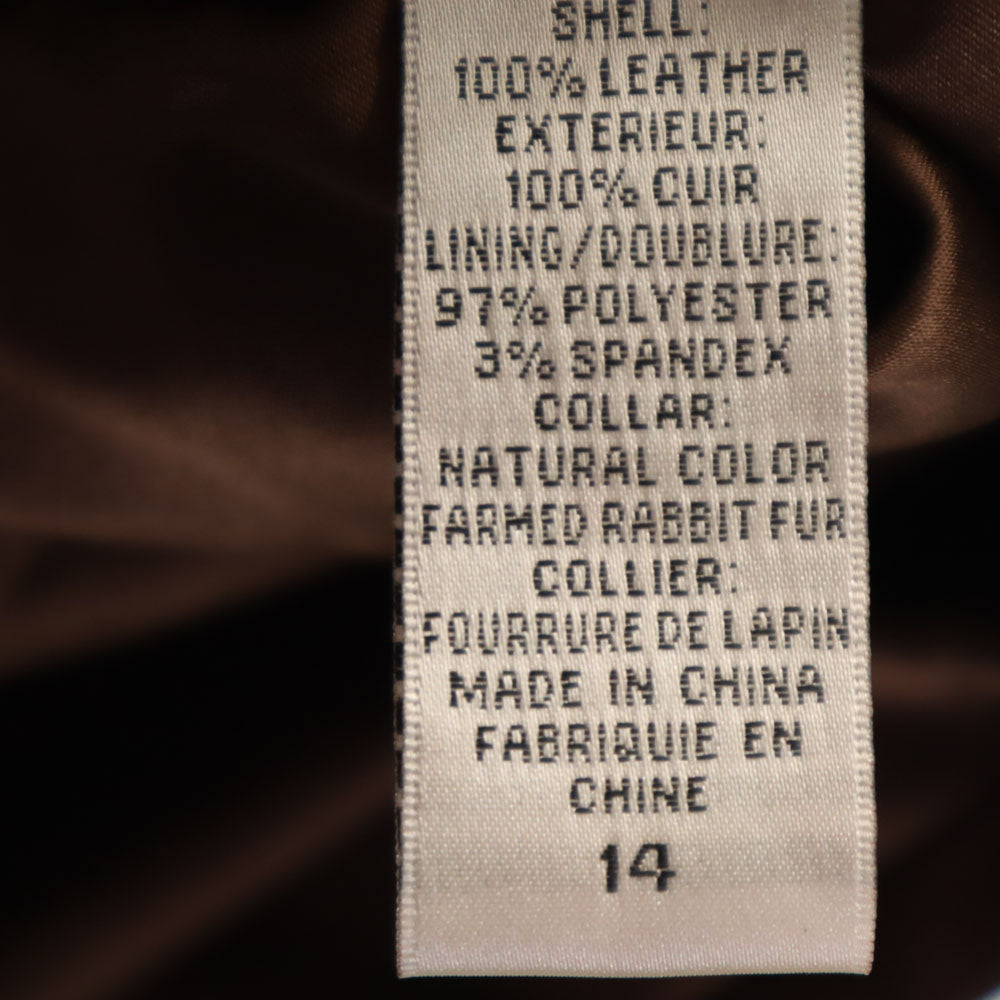 SHELL:
100% LEATHER
EXTERIEUR:
100% CUIR
LINING/DOUBLURE:
97% POLYESTER
3% SPANDEX
COLLAR:
NATURAL COLOR
FARMED RABBIT FUR
COLLIER:
FOURRURE DE LAPIN
MADE IN CHINA
FABRIQUIE EN
CHINE
14